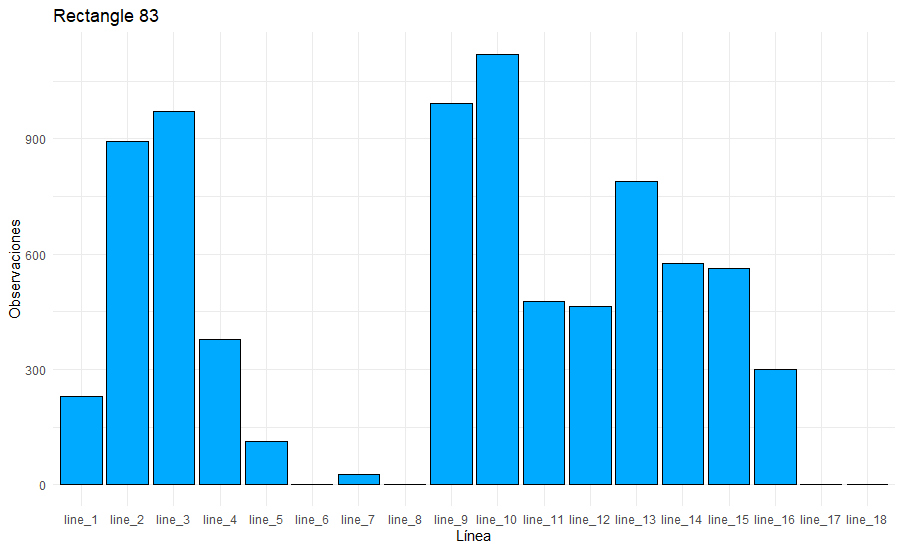 Rectangle 83
Observaciones
900
600
300
0
line_1 line_2 line_3 line_4 line_5 line_6 line_7 line_8 line_9 line_10 line_11 line_12 line_13 line_14 line_15 line_16 line_17 line_18
Línea